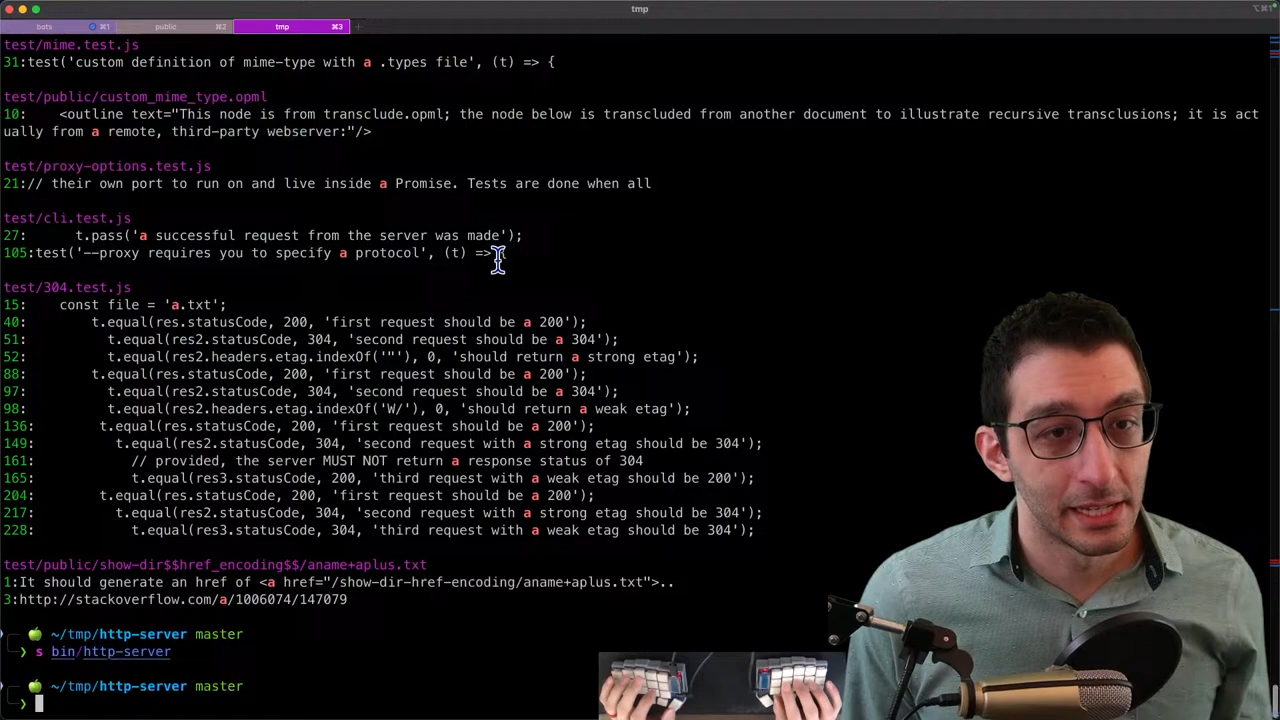 tmp
⌥⌘1
bots ⌘1
public ⌘2
tmp ⌘3
+
test/mime.test.js
31:test('custom definition of mime-type with a .types file', (t) => {
test/public/custom_mime_type.opml
10:    <outline text="This node is from transclude.opml; the node below is transcluded from another document to illustrate recursive transclusions; it is act
ually from a remote, third-party webserver:"/>
test/proxy-options.test.js
21:// their own port to run on and live inside a Promise. Tests are done when all
test/cli.test.js
27:      t.pass('a successful request from the server was made');
105:test('--proxy requires you to specify a protocol', (t) => {
test/304.test.js
15:    const file = 'a.txt';
40:        t.equal(res.statusCode, 200, 'first request should be a 200');
51:          t.equal(res2.statusCode, 304, 'second request should be a 304');
52:          t.equal(res2.headers.etag.indexOf('"'), 0, 'should return a strong etag');
88:        t.equal(res.statusCode, 200, 'first request should be a 200');
97:          t.equal(res2.statusCode, 304, 'second request should be a 304');
98:          t.equal(res2.headers.etag.indexOf('W/'), 0, 'should return a weak etag');
136:        t.equal(res.statusCode, 200, 'first request should be a 200');
149:          t.equal(res2.statusCode, 304, 'second request with a strong etag should be 304');
161:            // provided, the server MUST NOT return a response status of 304
165:            t.equal(res3.statusCode, 200, 'third request with a weak etag should be 200');
204:        t.equal(res.statusCode, 200, 'first request should be a 200');
217:          t.equal(res2.statusCode, 304, 'second request with a weak etag should be 304');
228:            t.equal(res3.statusCode, 304, 'third request with a weak etag should be 304');
test/public/show-dir$$href_encoding$$/aname+aplus.txt
1:It should generate an href of <a href="/show-dir-href-encoding/aname+aplus.txt">..
3:http://stackoverflow.com/a/1006074/147079
~/tmp/http-server master
❯ s bin/http-server
~/tmp/http-server master
❯